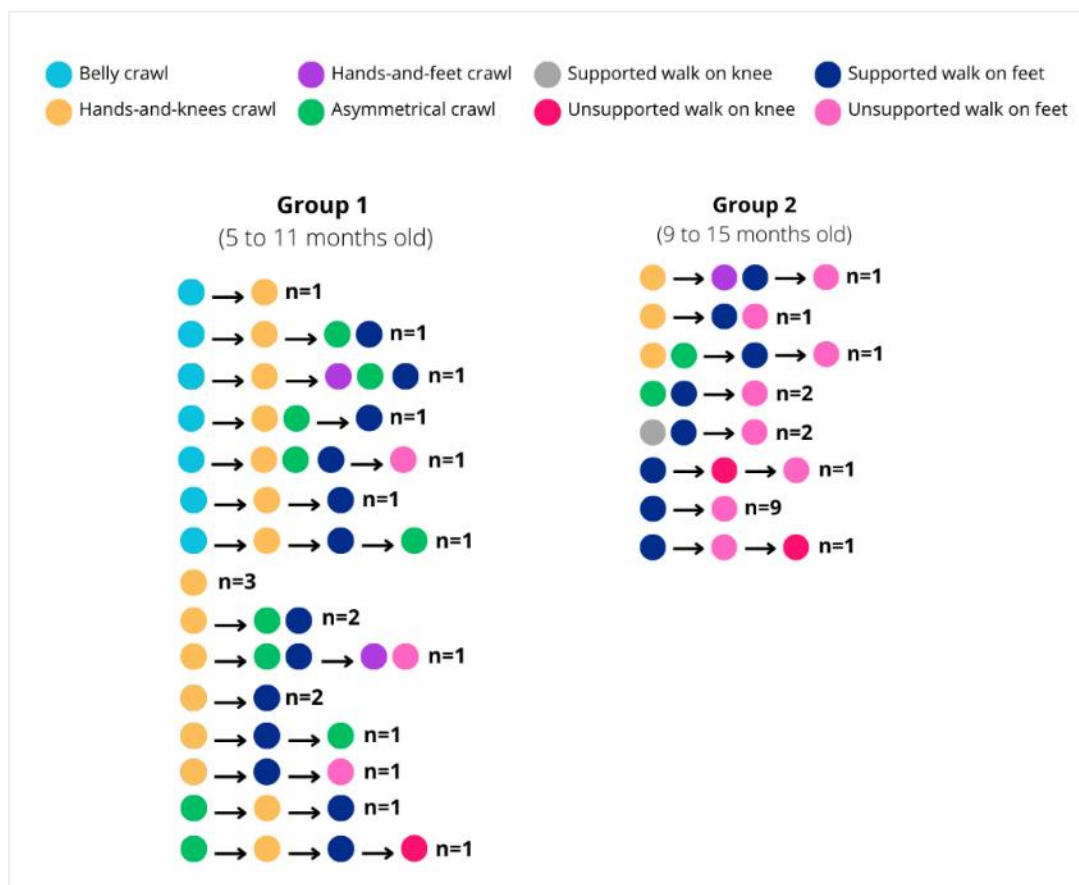 Belly crawl
Hands-and-feet crawl
Supported walk on knee
Supported walk on feet
Hands-and-knees crawl
Asymmetrical crawl
Unsupported walk on knee
Unsupported walk on feet
Group 1
(5 to 11 months old)
n=1
n=1
n=1
n=1
n=1
n=1
n=1
n=3
n=2
n=1
n=2
n=1
n=1
n=1
n=1
Group 2
(9 to 15 months old)
n=1
n=1
n=1
n=2
n=2
n=1
n=9
n=1